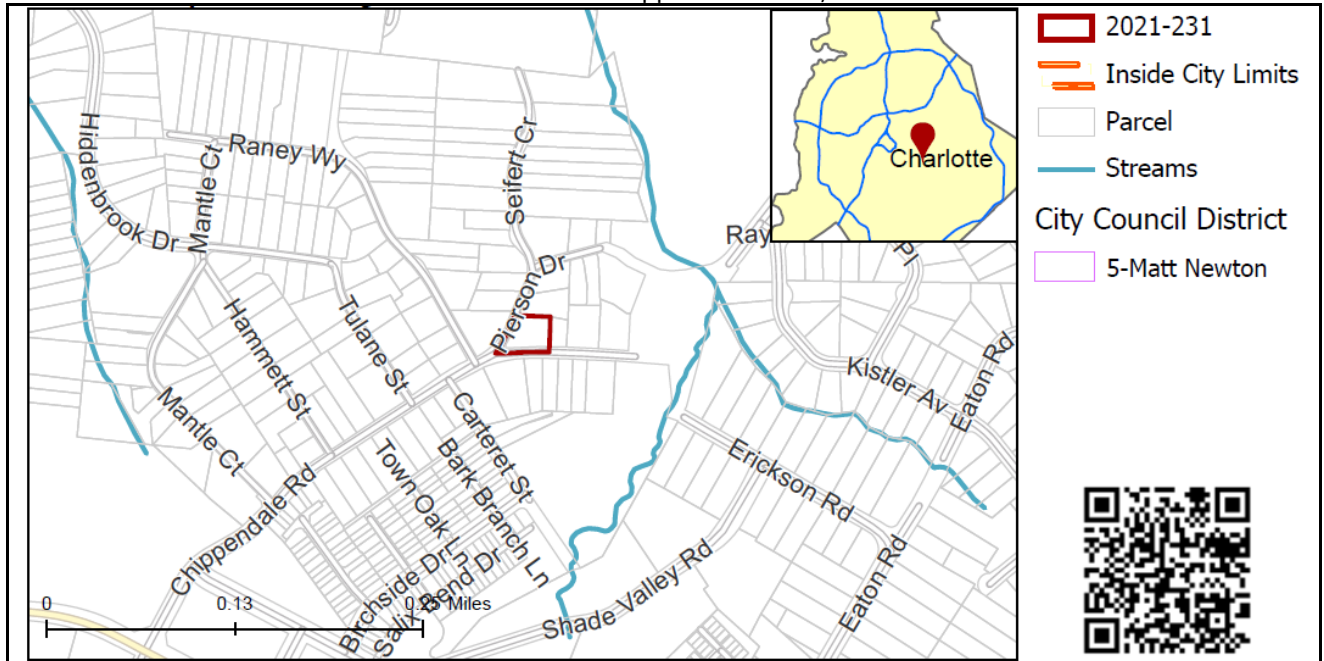 2021-231
Inside City Limits
Parcel
Streams
City Council District
5-Matt Newton
Charlotte
Hiddenbrook Dr
Raney Wy
Mantle Ct
Seifert Cr
Pierson Dr
Ray
Pl
Tulane St
Hammett St
Mantle Ct
Carteret St
Bark Branch Ln
Town Oak Ln
Chippendale Rd
Birchside Dr
Salix Bend Dr
Kistler Av
Eaton Rd
Erickson Rd
Eaton Rd
Shade Valley Rd
0 0.13 0.25 Miles